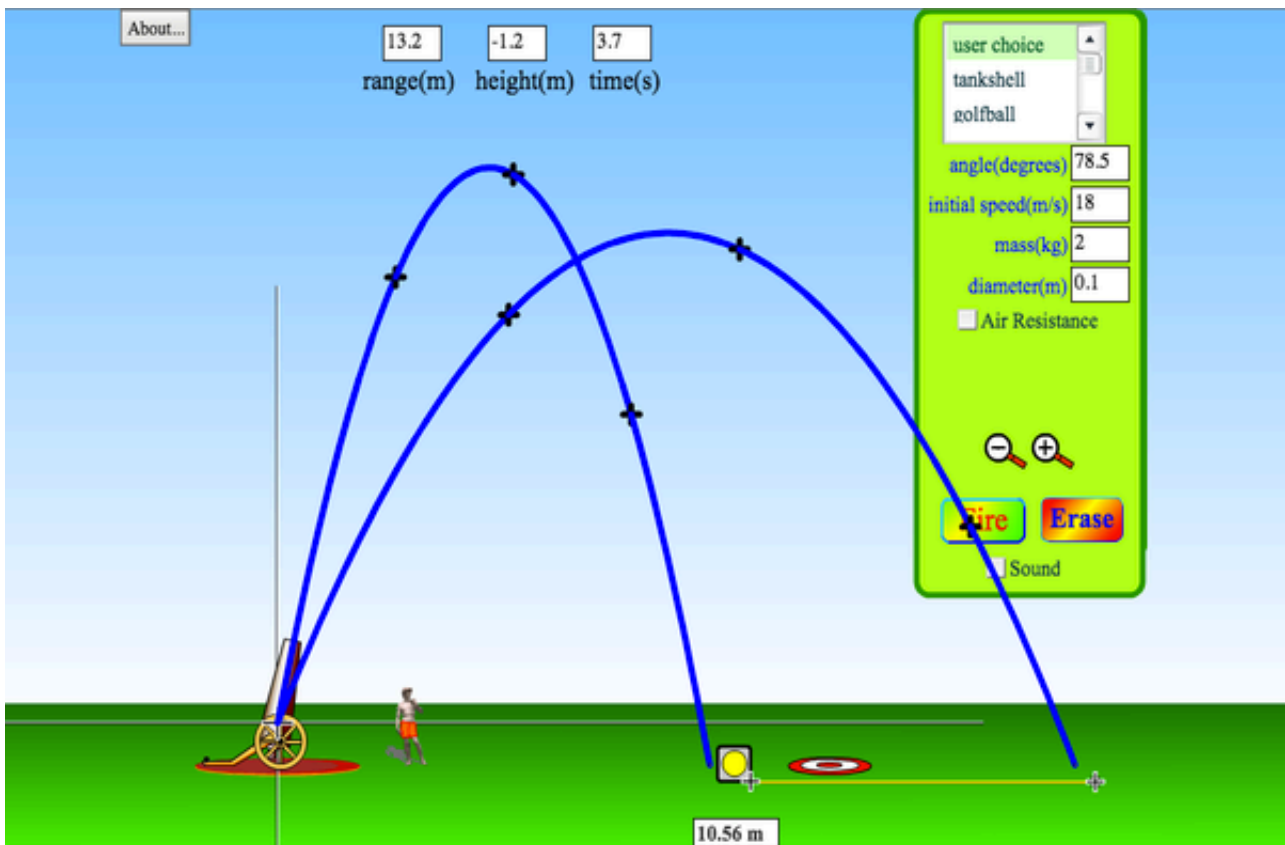 About...
13.2 -1.2 3.7
range(m) height(m) time(s)
user choice
tankshell
golfball
angle(degrees) 78.5
initial speed(m/s) 18
mass(kg) 2
diameter(m) 0.1
Air Resistance
Fire Erase
Sound
10.56 m